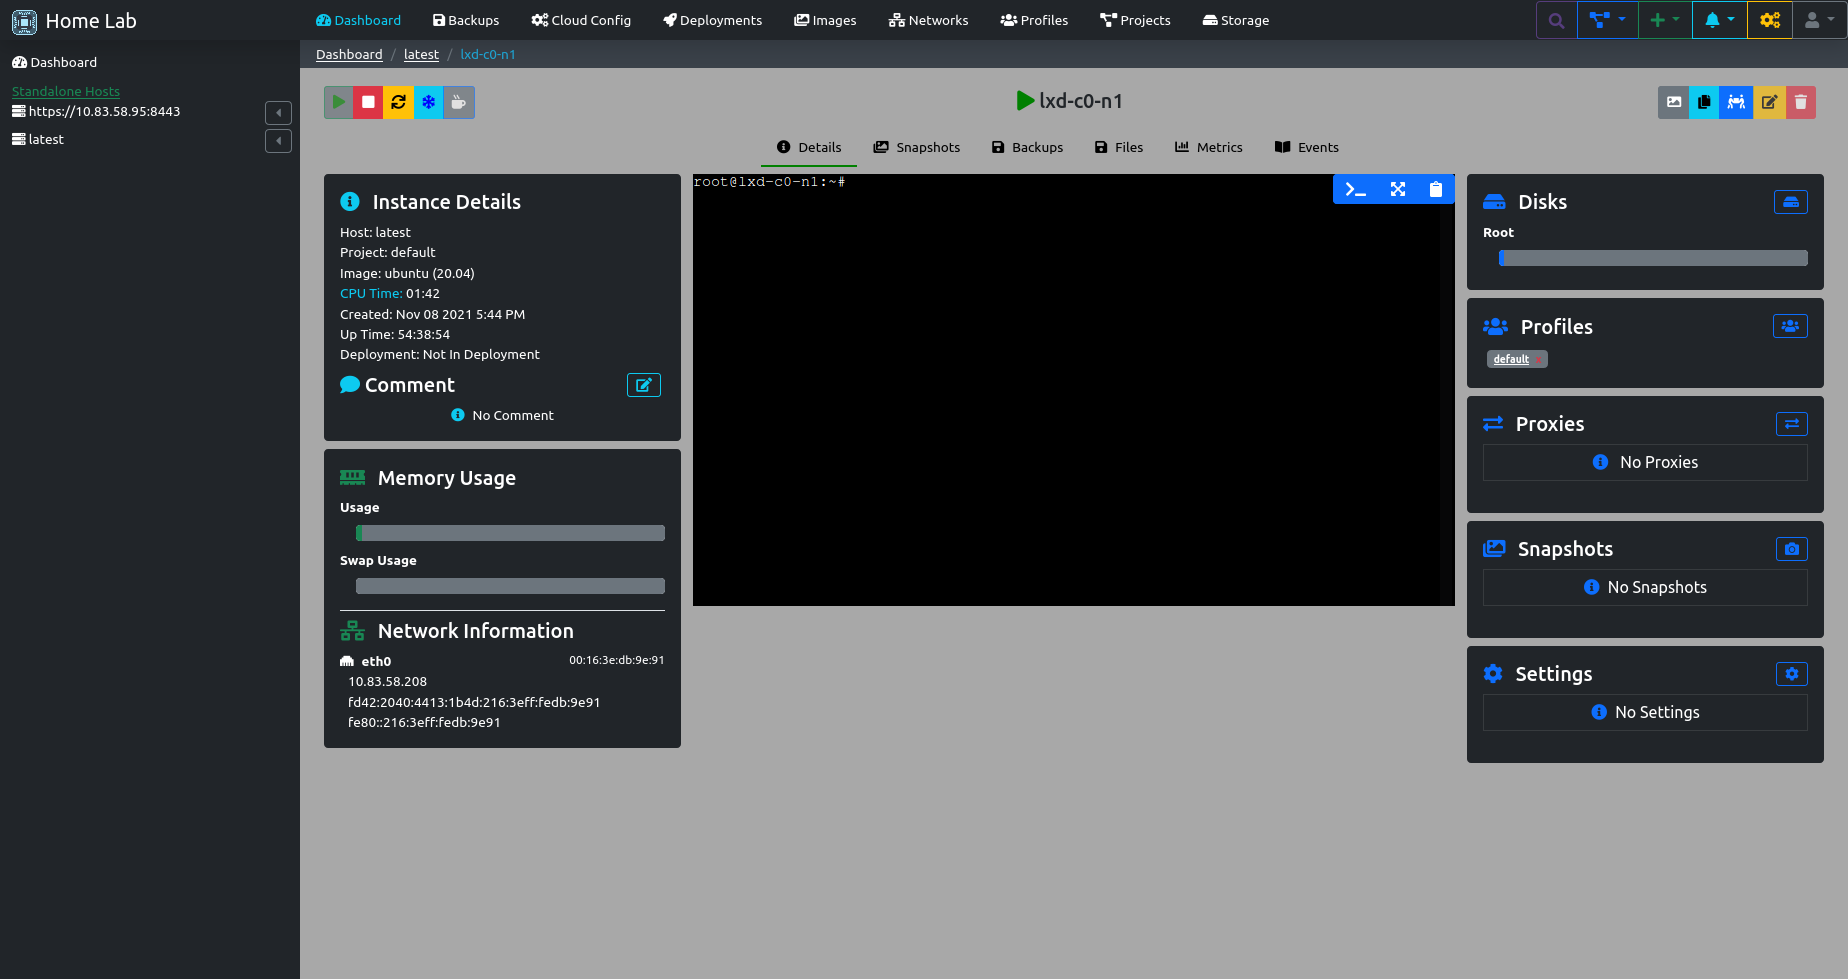 Home Lab
Dashboard Backups Cloud Config Deployments Images Networks Profiles Projects Storage
Dashboard / latest / lxd-c0-n1
Dashboard
Standalone Hosts
https://10.83.58.95:8443
latest
lxd-c0-n1
Details Snapshots Backups Files Metrics Events
Instance Details
Host: latest
Project: default
Image: ubuntu (20.04)
CPU Time: 01:42
Created: Nov 08 2021 5:44 PM
Up Time: 54:38:54
Deployment: Not In Deployment
Comment
No Comment
Memory Usage
Usage
Swap Usage
Network Information
eth0 00:16:3e:db:9e:91
10.83.58.208
fd42:2040:4413:1b4d:216:3eff:fedb:9e91
fe80::216:3eff:fedb:9e91
root@lxd-c0-n1:~#
Disks
Root
Profiles
default x
Proxies
No Proxies
Snapshots
No Snapshots
Settings
No Settings